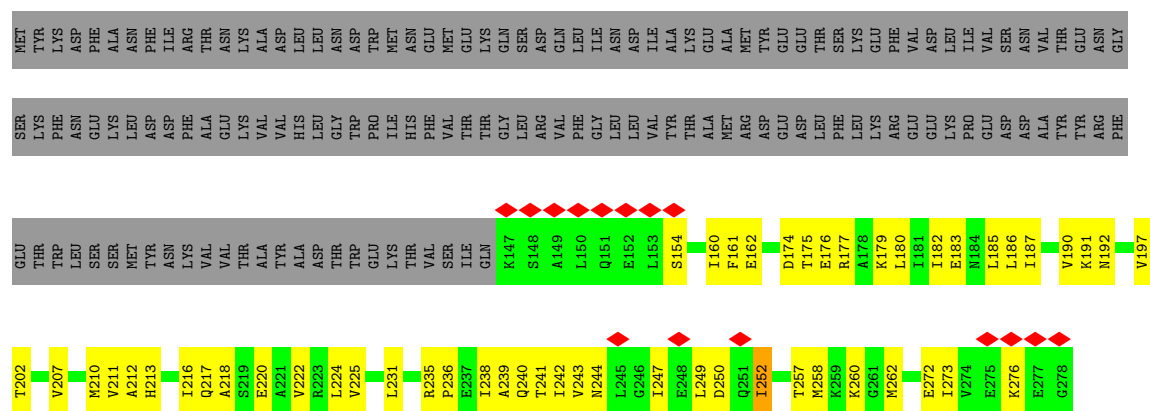 MET TYR LYS ASP PHE ALA ASN PHE ILE ARG THR ASN LYS ALA ASP LEU LEU ASN ASP TRP MET ASN GLU MET GLU LYS GLN SER ASP GLN LEU ILE ASN ASP ILE ALA LYS GLU ALA MET TYR GLU GLU THR SER LYS GLU PHE VAL ASP LEU ILE VAL SER ASN VAL THR GLU ASN GLY
SER LYS PHE ASN GLU LYS LEU ASP ASP PHE ALA GLU LYS VAL VAL HIS LEU GLY TRP PRO ILE HIS PHE VAL THR THR GLY LEU ARG VAL PHE GLY LEU LEU VAL TYR THR ALA MET ARG ASP GLU ASP LEU PHE LEU LYS ARG GLU GLU LYS PRO GLU ASP ASP ALA TYR TYR ARG PHE
GLU THR TRP LEU SER SER MET TYR ASN LYS VAL VAL THR ALA TYR ALA ASP THR TRP GLU LYS THR VAL SER ILE GLN K147 S148 A149 L150 Q151 E152 L153 S154 I160 F161 E162 D174 T175 E176 R177 A178 K179 L180 I181 I182 E183 N184 L185 L186 I187 V190 K191 N192 V197
T202 V207 M210 V211 A212 H213 I216 Q217 A218 S219 E220 A221 V222 R223 L224 V225 L231 R235 P236 E237 I238 A239 Q240 T241 I242 V243 N244 L245 G246 I247 E248 L249 D250 Q251 I252 T257 M258 K259 K260 G261 M262 E272 I273 V274 E275 K276 E277 G278